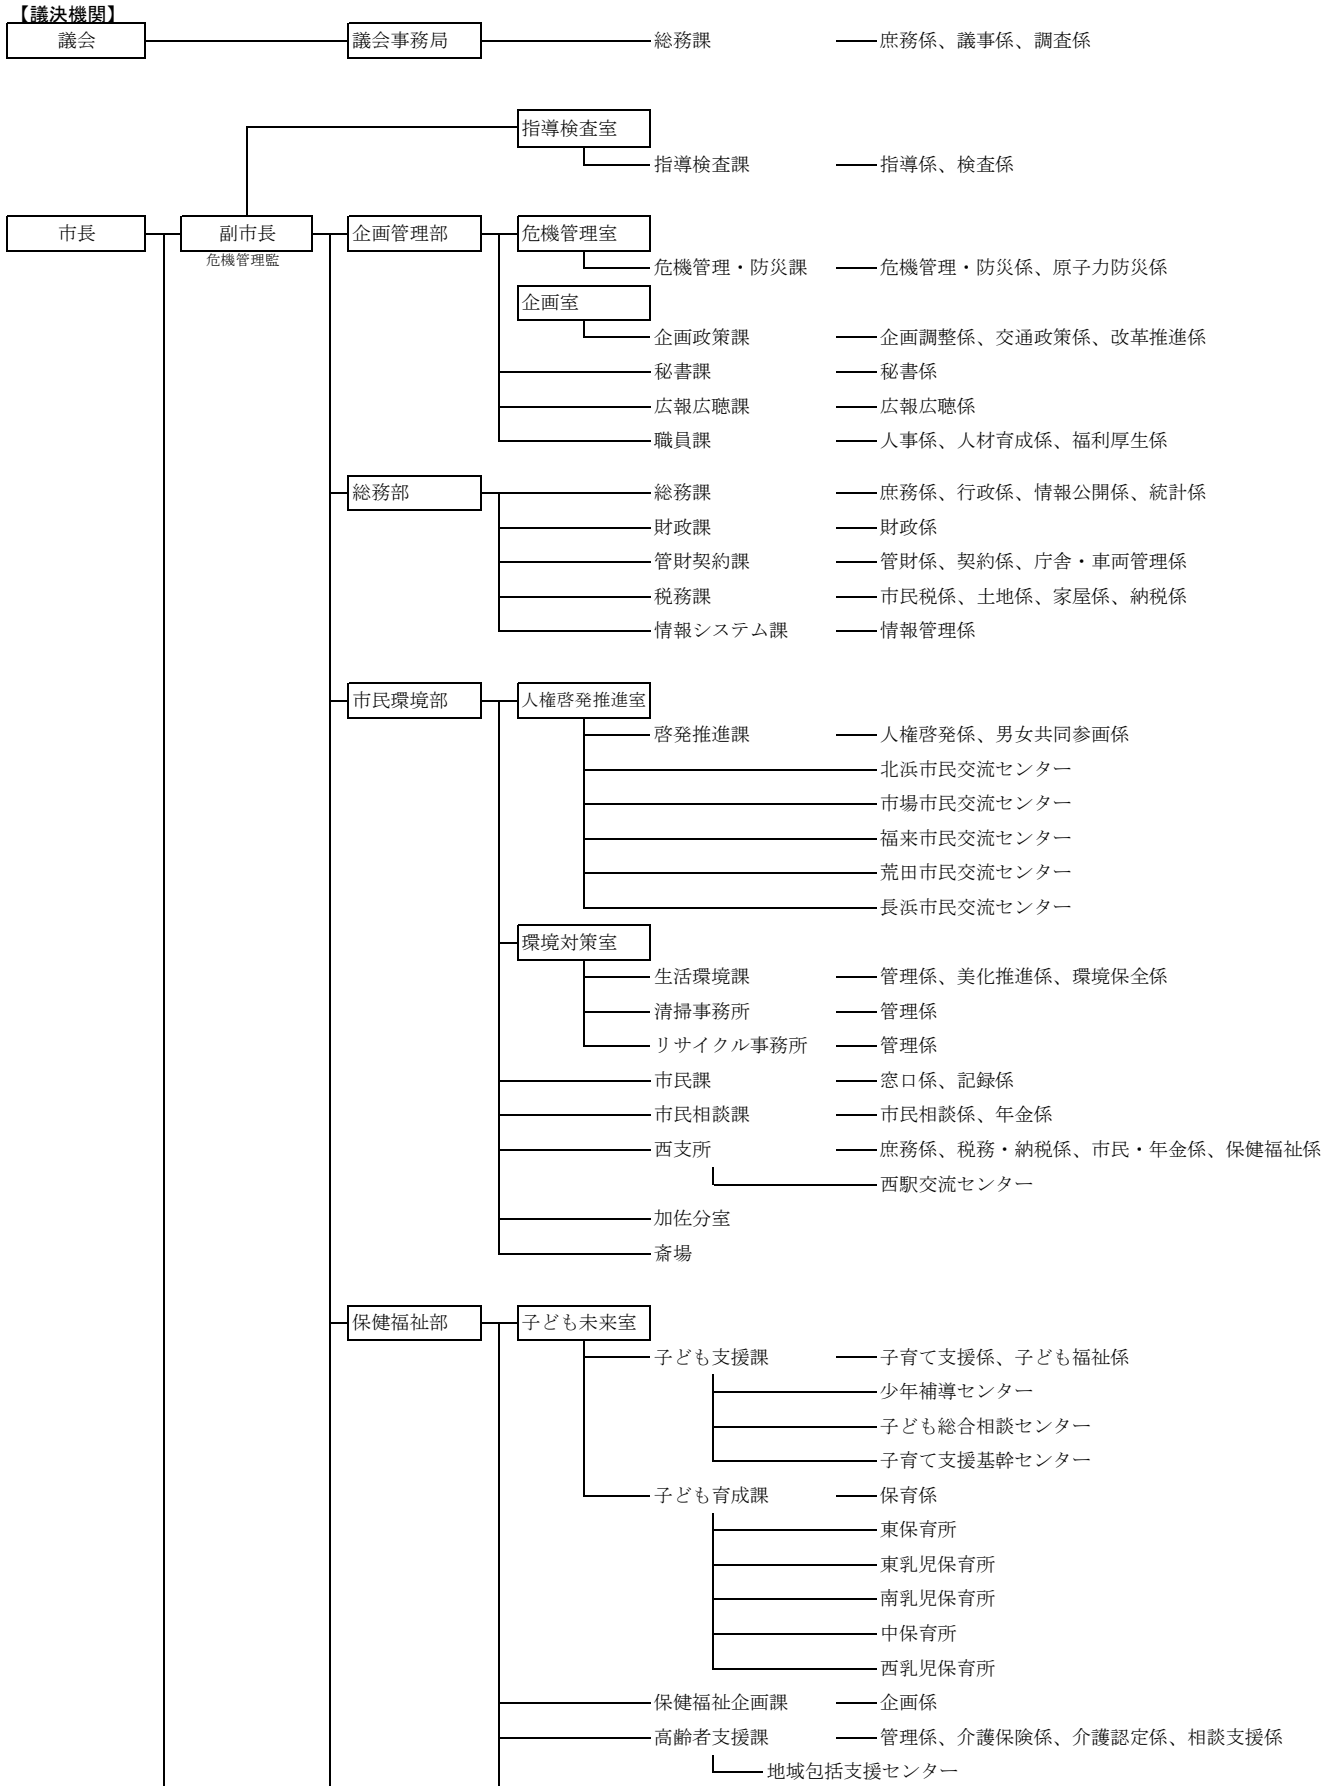 【議決機関】
議会 議会事務局 総務課 庶務係、議事係、調査係
指導検査室
指導検査課 指導係、検査係
市長 副市長 企画管理部 危機管理室
危機管理監
危機管理・防災課 危機管理・防災係、原子力防災係
企画室
企画政策課 企画調整係、交通政策係、改革推進係
秘書課 秘書係
広報広聴課 広報広聴係
職員課 人事係、人材育成係、福利厚生係
総務部 総務課 庶務係、行政係、情報公開係、統計係
財政課 財政係
管財契約課 管財係、契約係、庁舎・車両管理係
税務課 市民税係、土地係、家屋係、納税係
情報システム課 情報管理係
市民環境部 人権啓発推進室
啓発推進課 人権啓発係、男女共同参画係
北浜市民交流センター
市場市民交流センター
福来市民交流センター
荒田市民交流センター
長浜市民交流センター
環境対策室
生活環境課 管理係、美化推進係、環境保全係
清掃事務所 管理係
リサイクル事務所 管理係
市民課 窓口係、記録係
市民相談課 市民相談係、年金係
西支所 庶務係、税務・納税係、市民・年金係、保健福祉係
西駅交流センター
加佐分室
斎場
保健福祉部 子ども未来室
子ども支援課 子育て支援係、子ども福祉係
少年補導センター
子ども総合相談センター
子育て支援基幹センター
子ども育成課 保育係
東保育所
東乳児保育所
南乳児保育所
中保育所
西乳児保育所
保健福祉企画課 企画係
高齢者支援課 管理係、介護保険係、介護認定係、相談支援係
地域包括支援センター